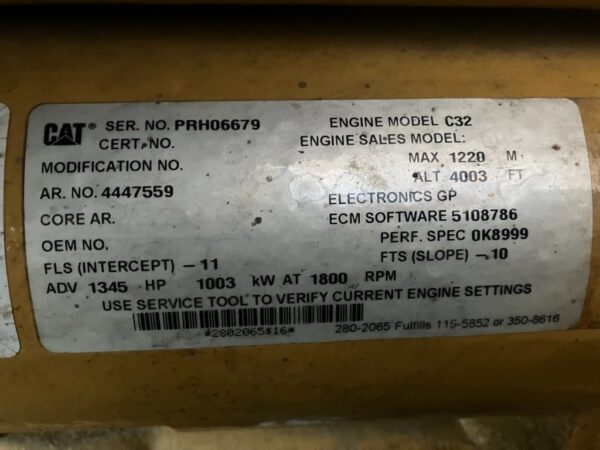 CAT® SER. NO. PRH06679 ENGINE MODEL C32
CERT. NO. ENGINE SALES MODEL:
MODIFICATION NO. MAX 1220 M
AR. NO. 4447559 ALT 4003 FT
CORE AR. ELECTRONICS GP
OEM NO. ECM SOFTWARE 5108786
FLS (INTERCEPT) -11 PERF. SPEC 0K8999
ADV 1345 HP 1003 kW AT 1800 RPM FTS (SLOPE) -10
USE SERVICE TOOL TO VERIFY CURRENT ENGINE SETTINGS
#2802065$16* 280-2065 Fulfills 115-5852 or 350-8616